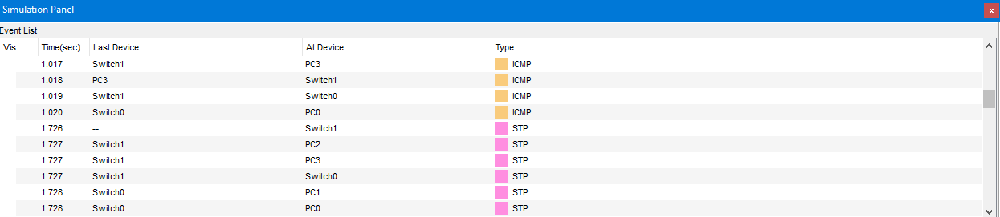 Simulation Panel
x
Event List
Vis. Time(sec) Last Device At Device Type
1.017 Switch1 PC3 ICMP
1.018 PC3 Switch1 ICMP
1.019 Switch1 Switch0 ICMP
1.020 Switch0 PC0 ICMP
1.726 -- Switch1 STP
1.727 Switch1 PC2 STP
1.727 Switch1 PC3 STP
1.727 Switch1 Switch0 STP
1.728 Switch0 PC1 STP
1.728 Switch0 PC0 STP